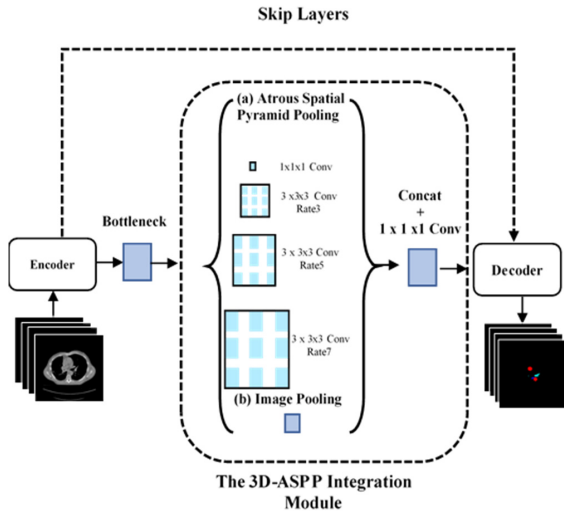 Skip Layers
(a) Atrous Spatial
Pyramid Pooling
1x1x1 Conv
3 x3x3 Conv
Rate3
3 x 3x3 Conv
Rate5
3 x 3x3 Conv
Rate7
(b) Image Pooling
Bottleneck
Encoder
Concat
+
1 x 1 x1 Conv
Decoder
The 3D-ASPP Integration
Module